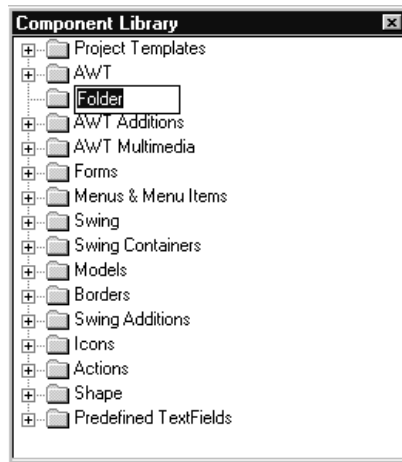 Component Library
Project Templates
AWT
Folder
AWT Additions
AWT Multimedia
Forms
Menus & Menu Items
Swing
Swing Containers
Models
Borders
Swing Additions
Icons
Actions
Shape
Predefined TextFields